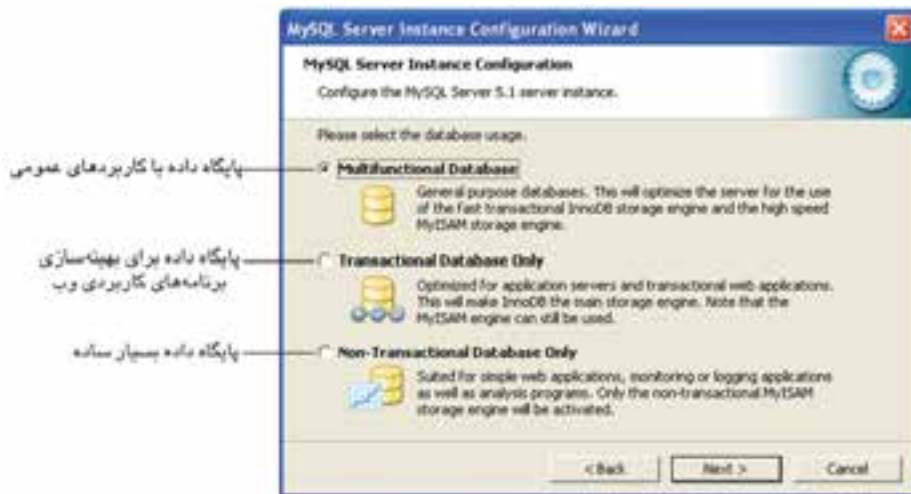 MySQL Server Instance Configuration Wizard
MySQL Server Instance Configuration
Configure the MySQL Server 5.1 server instance.
Please select the database usage.
پایگاه داده با کاربردهای عمومی
Multifunctional Database
General purpose databases. This will optimize the server for the use
of the fast transactional InnoDB storage engine and the high speed
MyISAM storage engine.
پایگاه داده برای بهینه‌سازی
برنامه‌های کاربردی وب
Transactional Database Only
Optimized for application servers and transactional web applications.
This will make InnoDB the main storage engine. Note that the
MyISAM engine can still be used.
پایگاه داده بسیار ساده
Non-Transactional Database Only
Suited for simple web applications, monitoring or logging applications
as well as analysis programs. Only the non-transactional MyISAM
storage engine will be activated.
< Back
Next >
Cancel